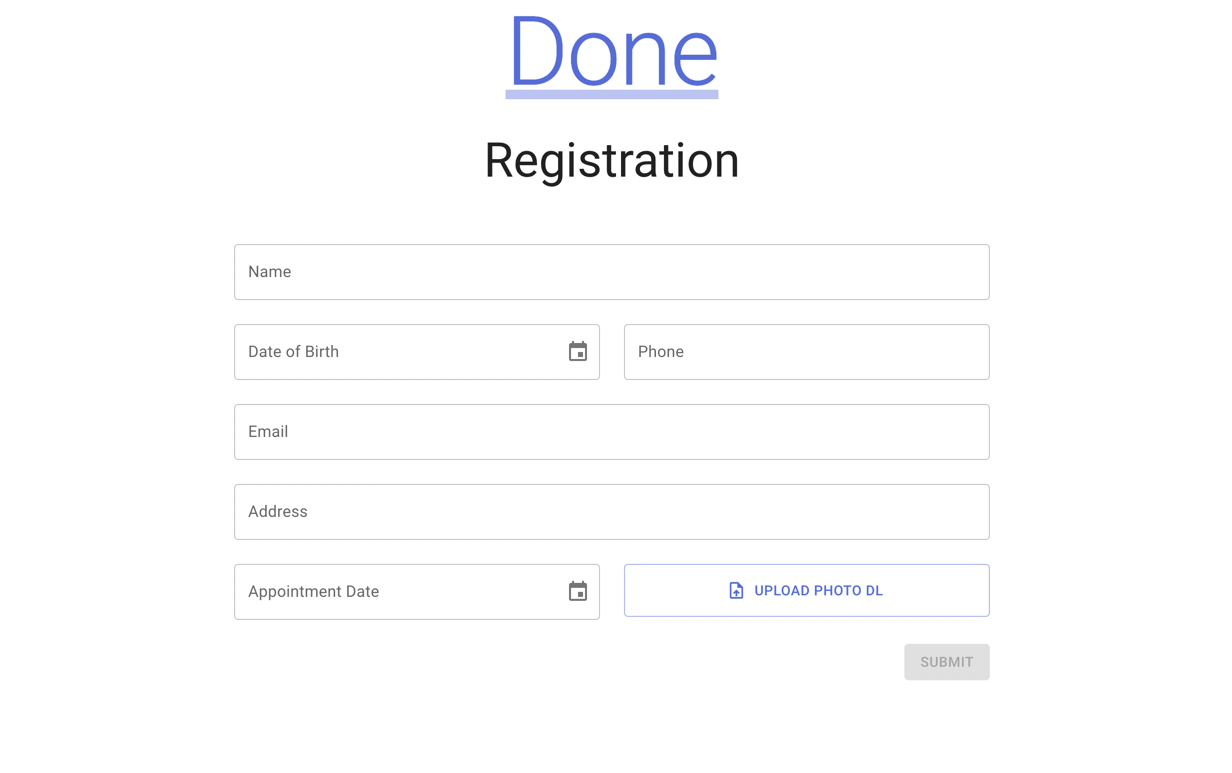 Done
Registration
Name
Date of Birth
Phone
Email
Address
Appointment Date
UPLOAD PHOTO DL
SUBMIT